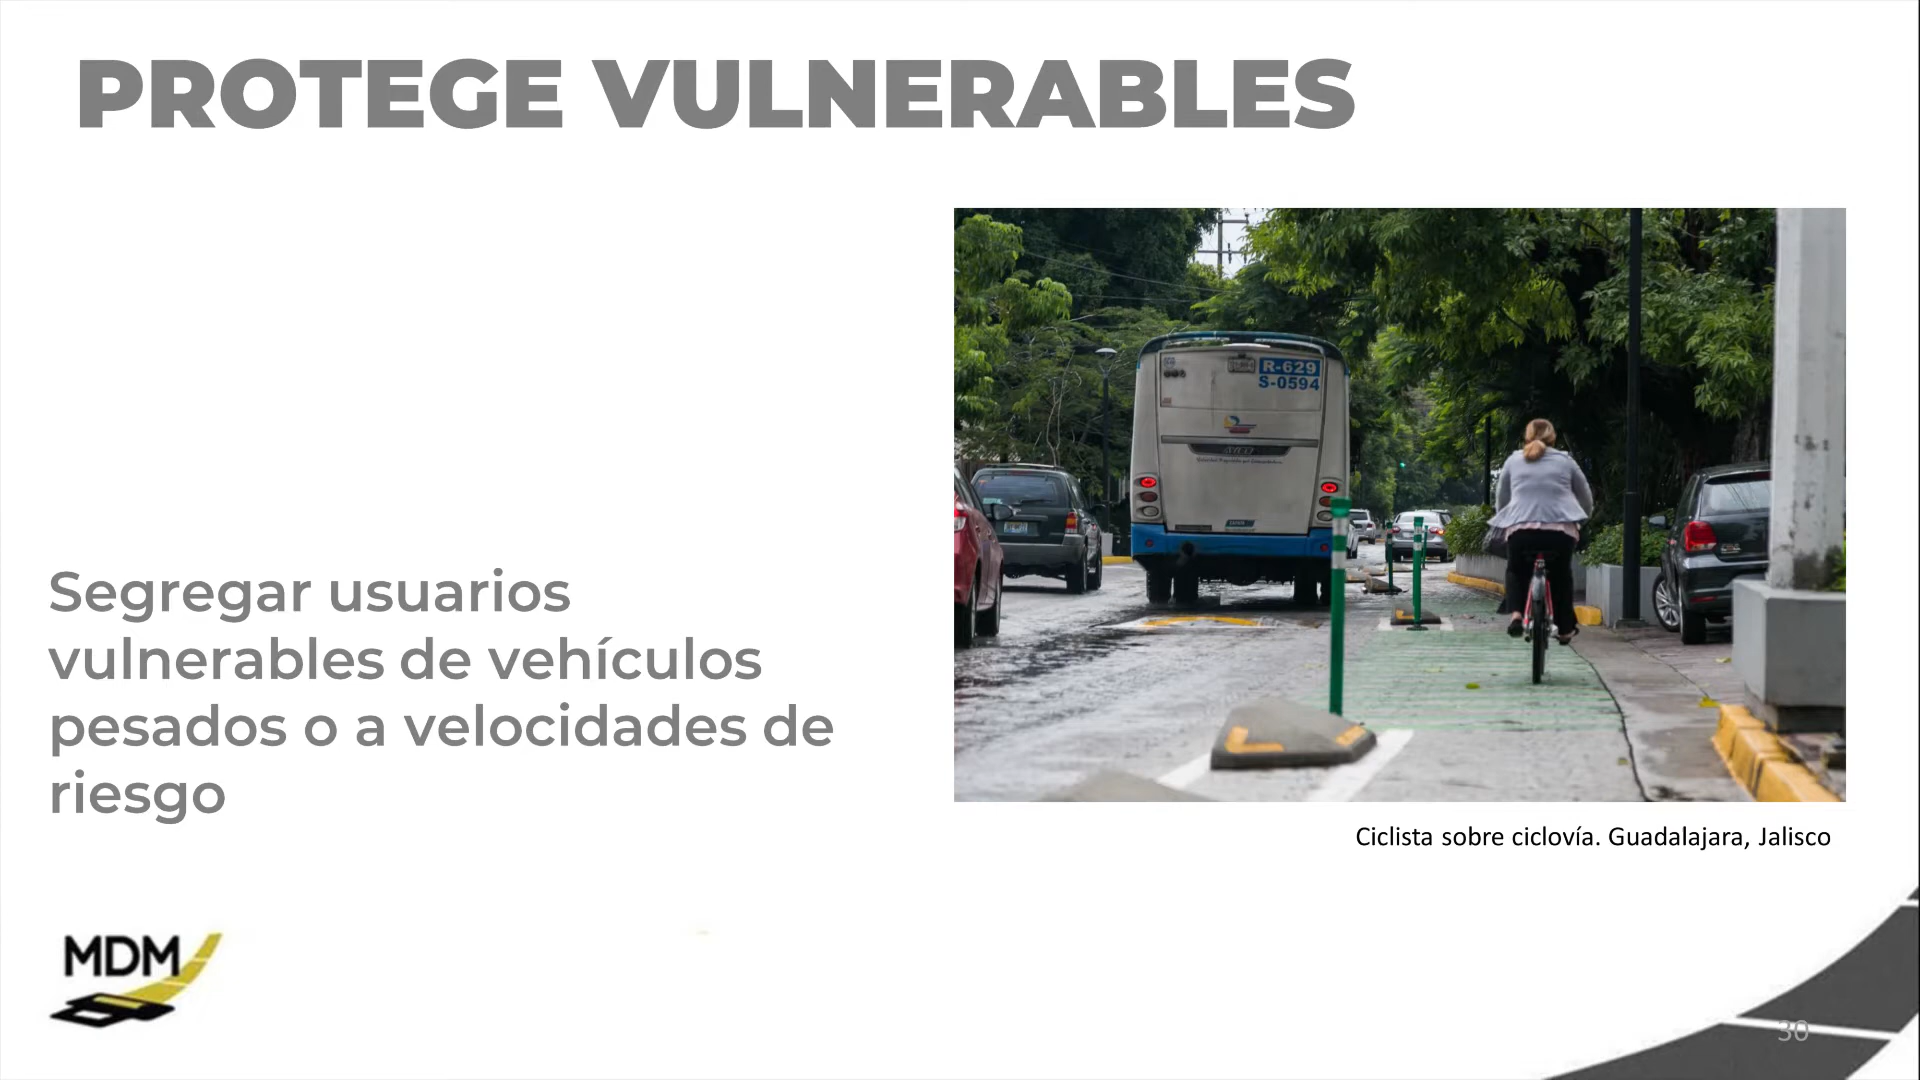 PROTEGE VULNERABLES
R-629
S-0594
Segregar usuarios
vulnerables de vehículos
pesados o a velocidades de
riesgo
Ciclista sobre ciclovía. Guadalajara, Jalisco
MDM
30